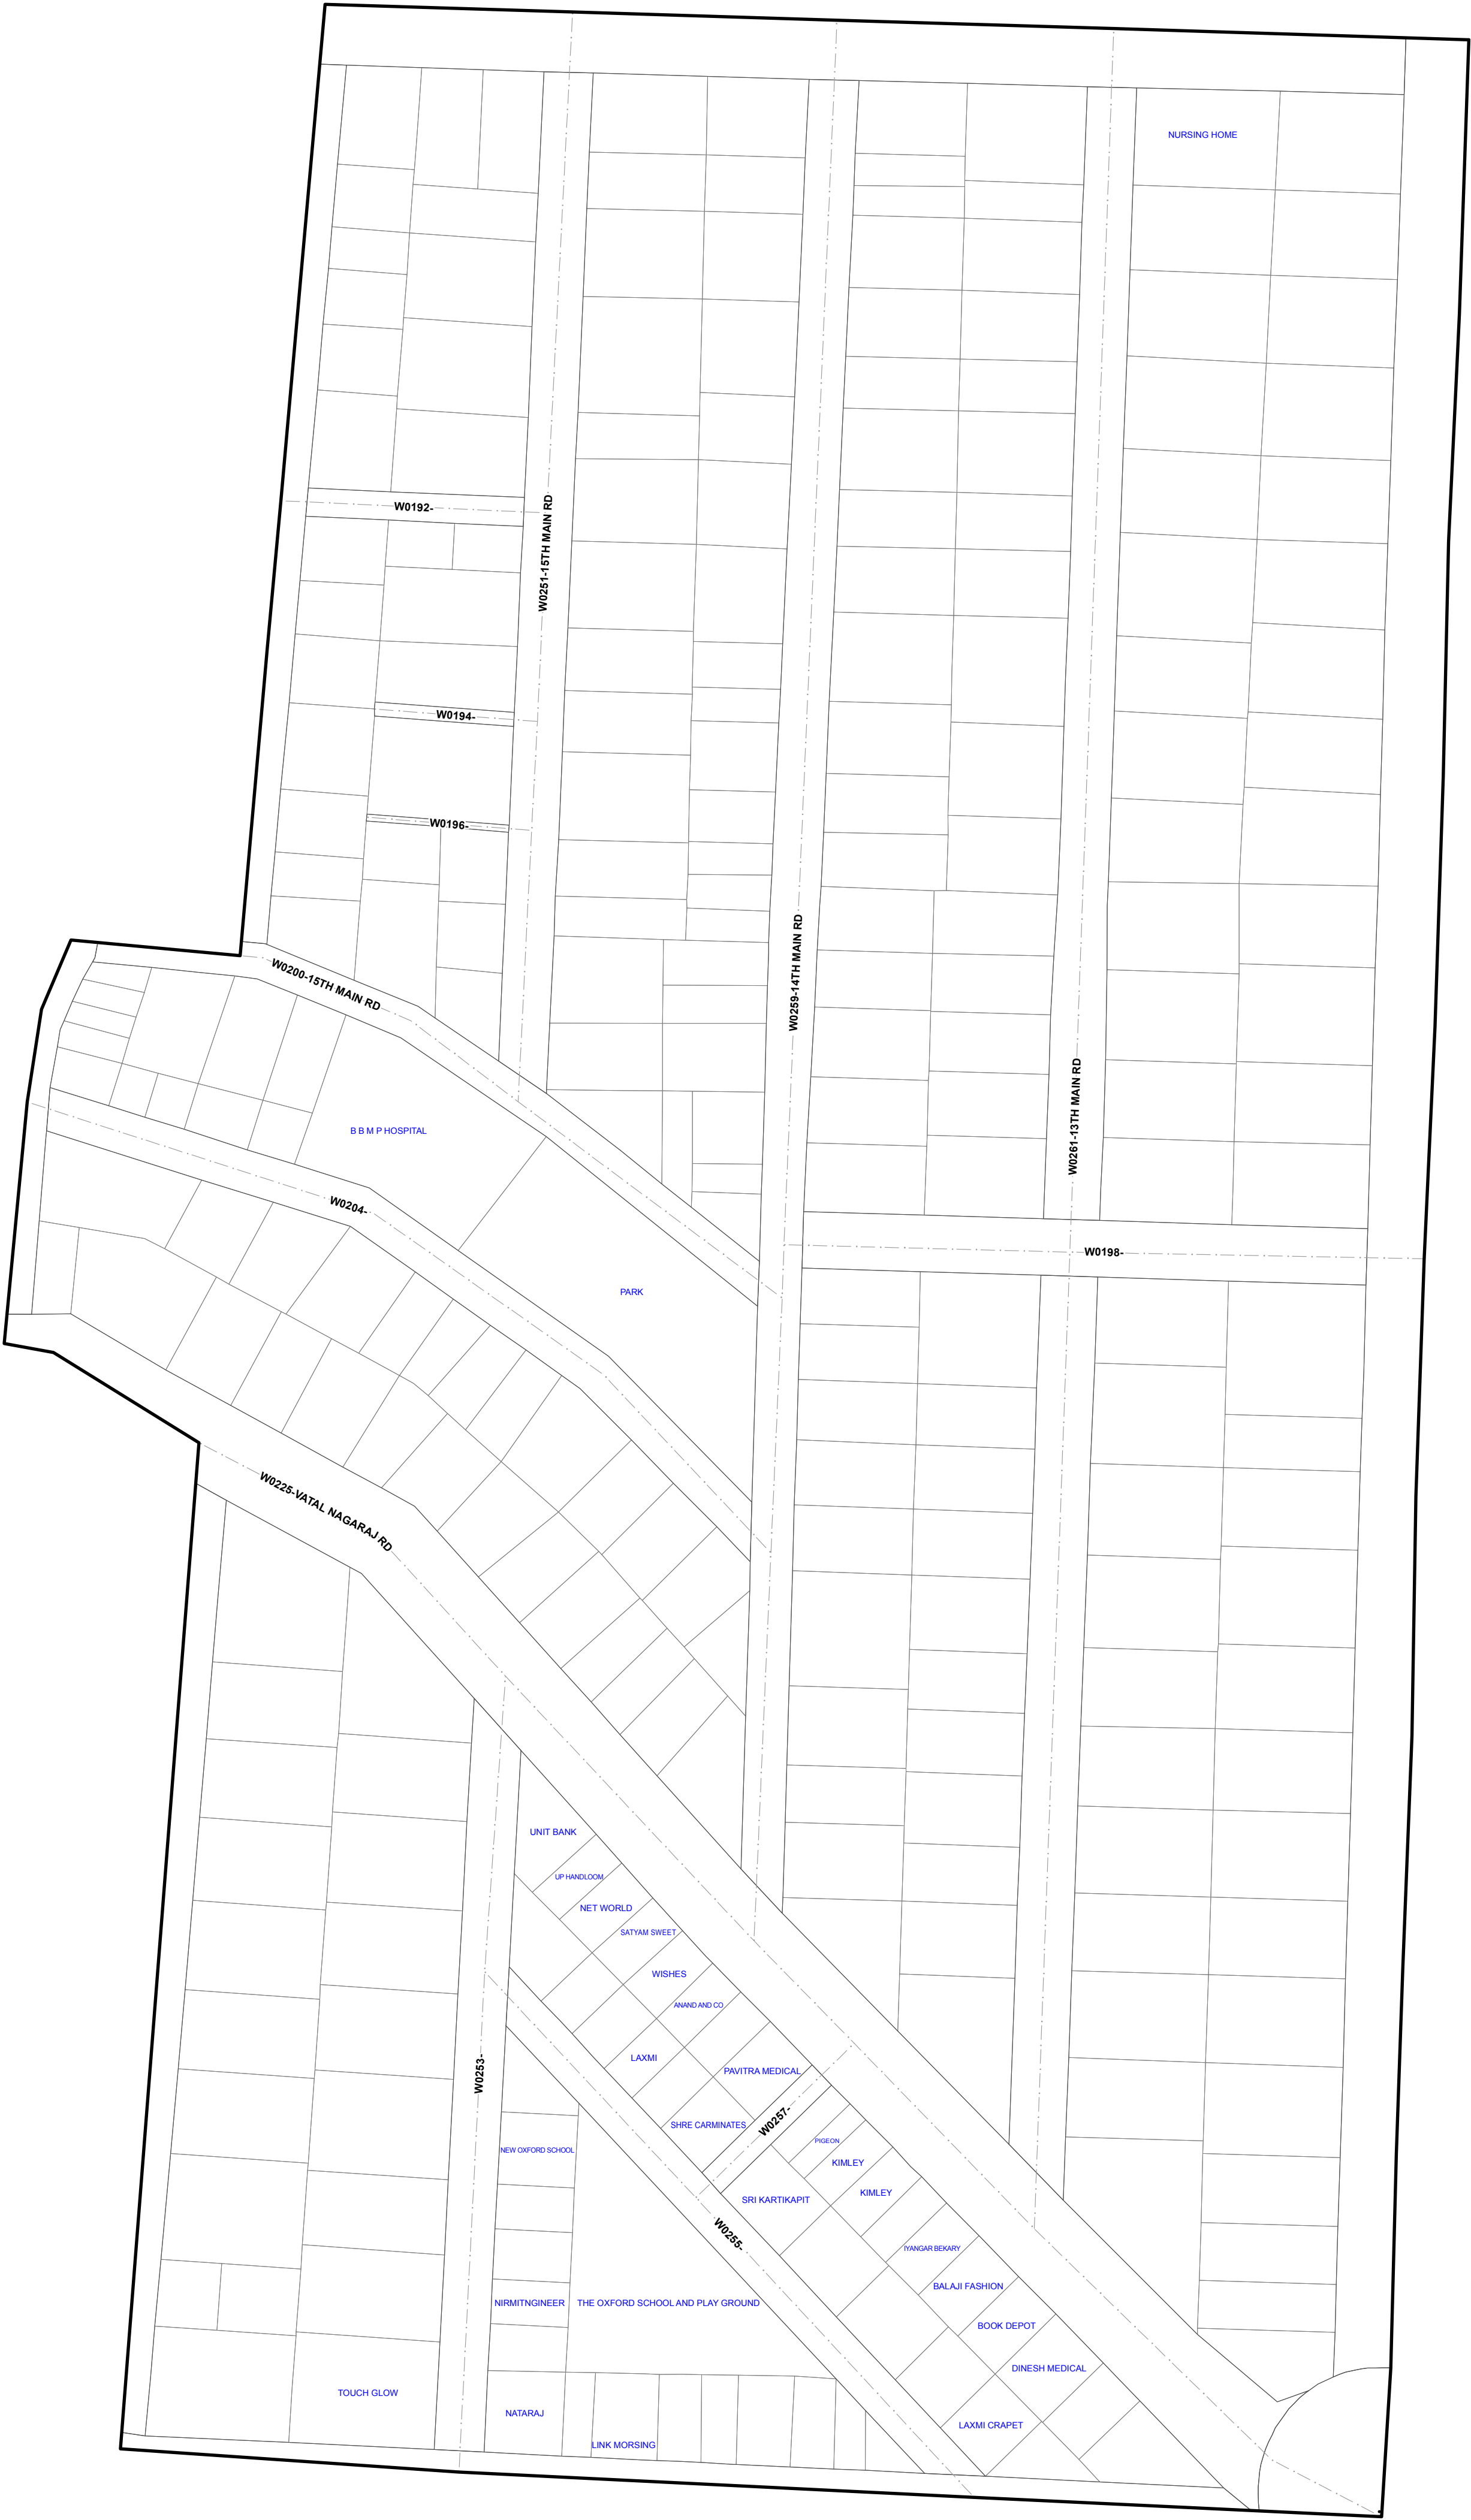 NURSING HOME
W0192-
W0251-15TH MAIN RD
W0194-
W0196-
W0259-14TH MAIN RD
W0200-15TH MAIN RD
W0261-13TH MAIN RD
B B M P HOSPITAL
W0204-
W0198-
PARK
W0225-VATAL NAGARAJ RD
UNIT BANK
UP HANDLOOM
NET WORLD
SATYAM SWEET
WISHES
ANAND AND CO
LAXMI
W0253-
PAVITRA MEDICAL
SHRE CARMINATES
W0257-
PIGEON
NEW OXFORD SCHOOL
KIMLEY
KIMLEY
SRI KARTIKAPIT
W0255-
IYANGAR BEKARY
BALAJI FASHION
NIRMITNGINEER
THE OXFORD SCHOOL AND PLAY GROUND
BOOK DEPOT
DINESH MEDICAL
TOUCH GLOW
NATARAJ
LAXMI CRAPET
LINK MORSING